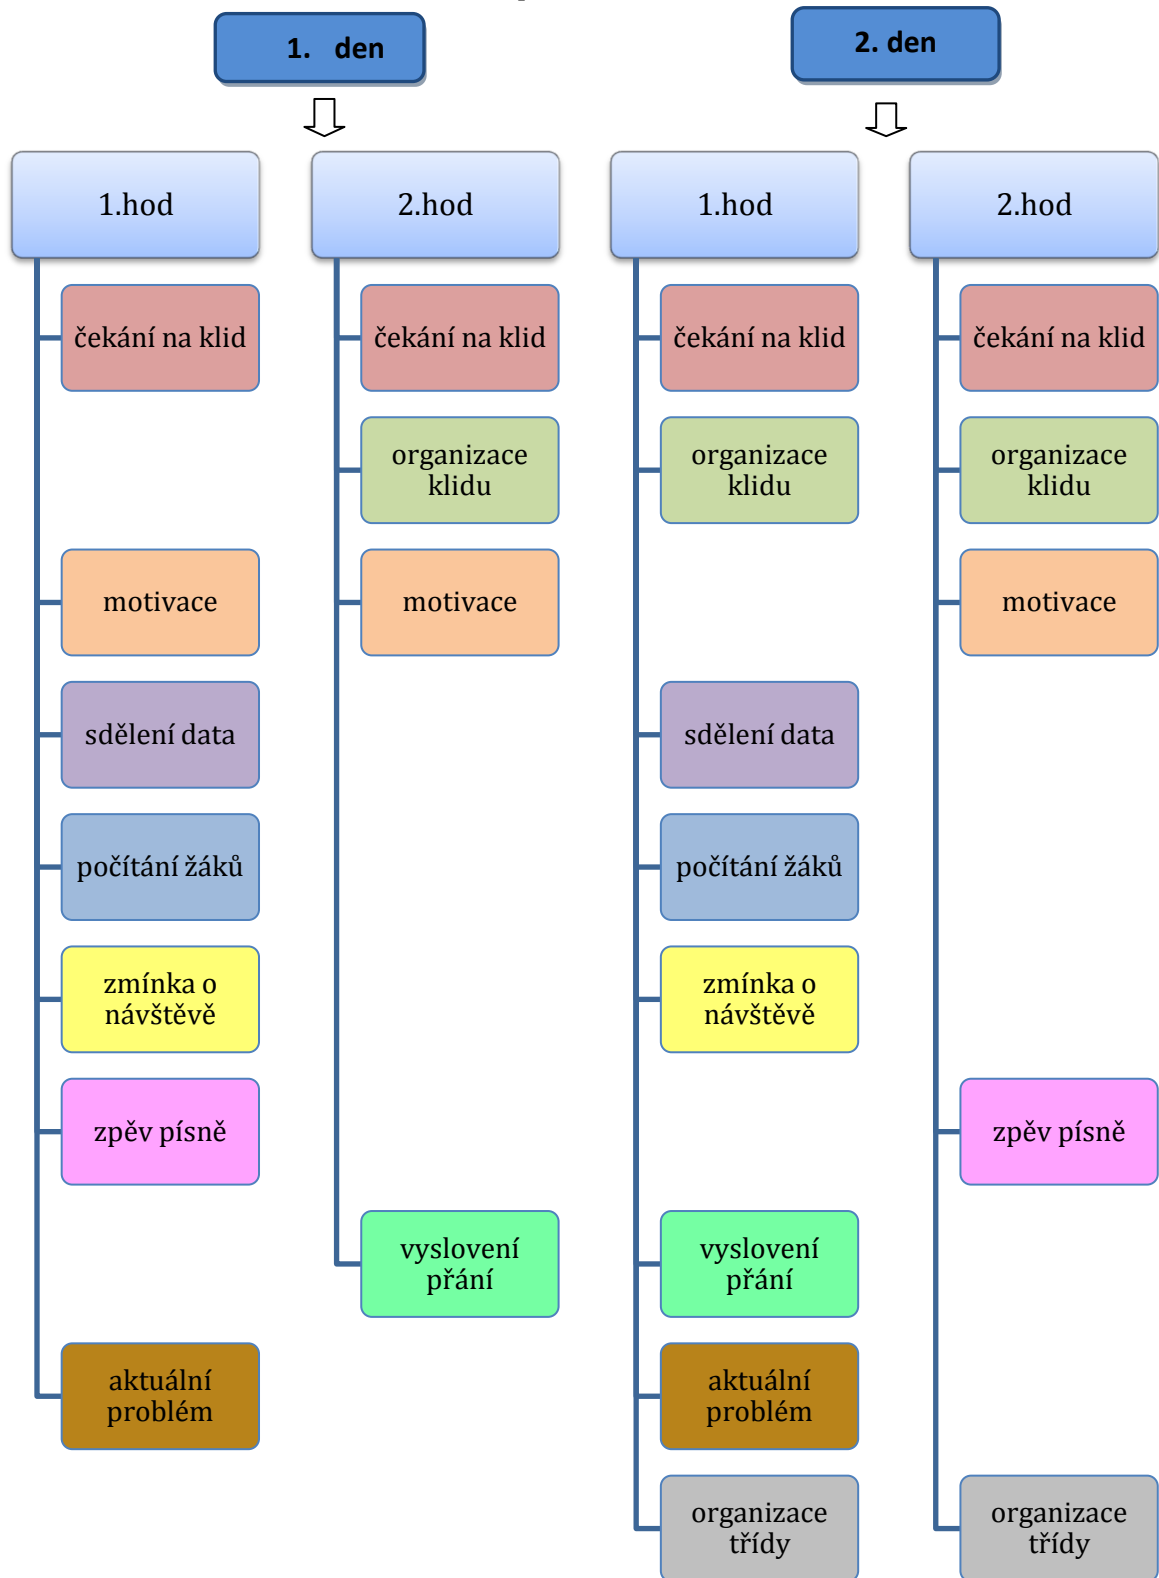 1. den
2. den
1.hod
2.hod
1.hod
2.hod
čekání na klid
čekání na klid
čekání na klid
čekání na klid
organizace
klidu
organizace
klidu
organizace
klidu
motivace
motivace
motivace
sdělení data
sdělení data
počítání žáků
počítání žáků
zmínka o
návštěvě
zmínka o
návštěvě
zpěv písně
zpěv písně
vyslovení
přání
vyslovení
přání
aktuální
problém
aktuální
problém
organizace
třídy
organizace
třídy